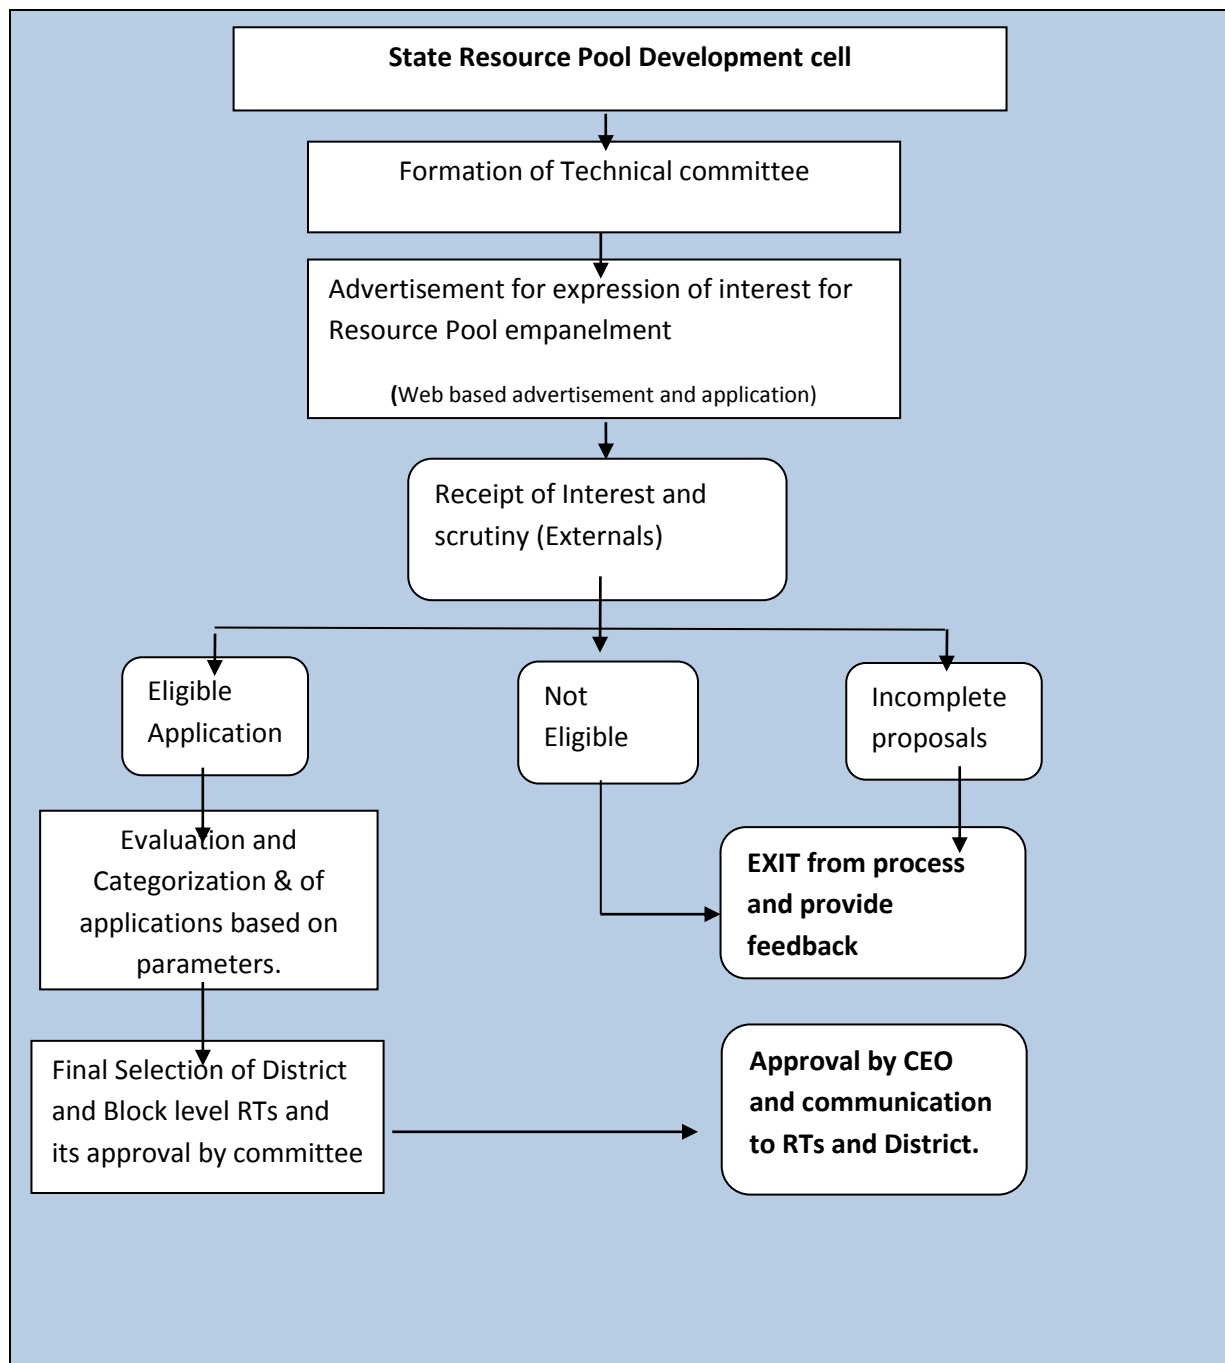 State Resource Pool Development cell
Formation of Technical committee
Advertisement for expression of interest for
Resource Pool empanelment
(Web based advertisement and application)
Receipt of Interest and
scrutiny (Externals)
Eligible
Application
Not
Eligible
Incomplete
proposals
Evaluation and
Categorization & of
applications based on
parameters.
EXIT from process
and provide
feedback
Final Selection of District
and Block level RTs and
its approval by committee
Approval by CEO
and communication
to RTs and District.